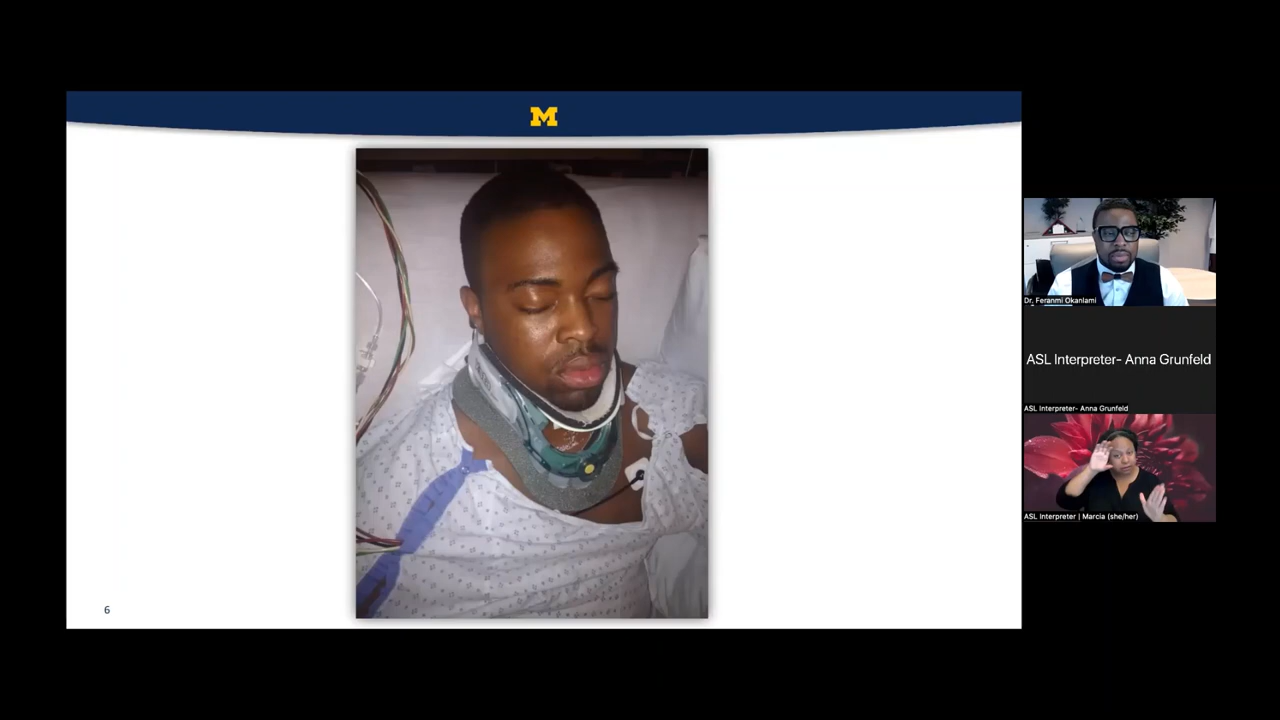 M
6
Dr. Feranmi Okanlami
ASL Interpreter- Anna Grunfeld
ASL Interpreter- Anna Grunfeld
ASL Interpreter | Marcia (she/her)